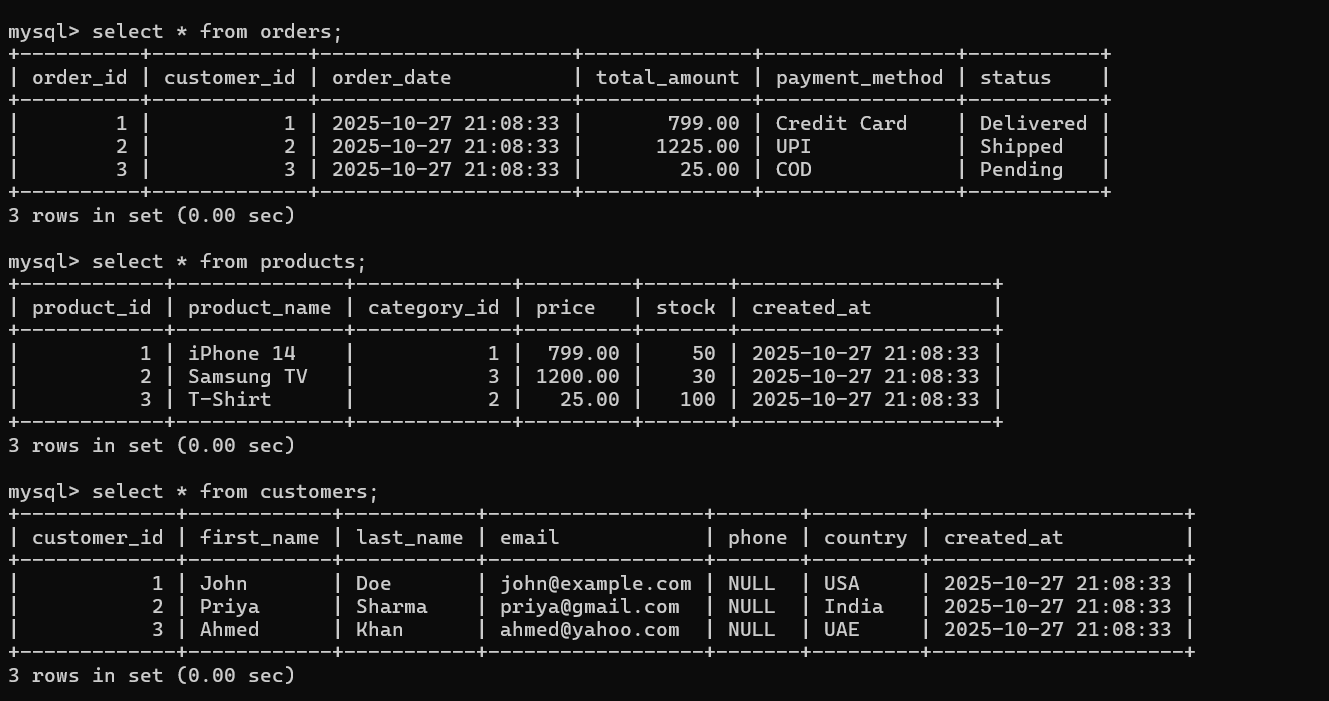 mysql> select * from orders;
+----------+-------------+---------------------+--------------+----------------+-----------+
| order_id | customer_id | order_date          | total_amount | payment_method | status    |
+----------+-------------+---------------------+--------------+----------------+-----------+
|        1 |           1 | 2025-10-27 21:08:33 |       799.00 | Credit Card    | Delivered |
|        2 |           2 | 2025-10-27 21:08:33 |      1225.00 | UPI            | Shipped   |
|        3 |           3 | 2025-10-27 21:08:33 |        25.00 | COD            | Pending   |
+----------+-------------+---------------------+--------------+----------------+-----------+
3 rows in set (0.00 sec)

mysql> select * from products;
+------------+--------------+-------------+---------+-------+---------------------+
| product_id | product_name | category_id | price   | stock | created_at          |
+------------+--------------+-------------+---------+-------+---------------------+
|          1 | iPhone 14    |           1 |  799.00 |    50 | 2025-10-27 21:08:33 |
|          2 | Samsung TV   |           3 | 1200.00 |    30 | 2025-10-27 21:08:33 |
|          3 | T-Shirt      |           2 |   25.00 |   100 | 2025-10-27 21:08:33 |
+------------+--------------+-------------+---------+-------+---------------------+
3 rows in set (0.00 sec)

mysql> select * from customers;
+-------------+------------+-----------+------------------+-------+---------+---------------------+
| customer_id | first_name | last_name | email            | phone | country | created_at          |
+-------------+------------+-----------+------------------+-------+---------+---------------------+
|           1 | John       | Doe       | john@example.com | NULL  | USA     | 2025-10-27 21:08:33 |
|           2 | Priya      | Sharma    | priya@gmail.com  | NULL  | India   | 2025-10-27 21:08:33 |
|           3 | Ahmed      | Khan      | ahmed@yahoo.com  | NULL  | UAE     | 2025-10-27 21:08:33 |
+-------------+------------+-----------+------------------+-------+---------+---------------------+
3 rows in set (0.00 sec)